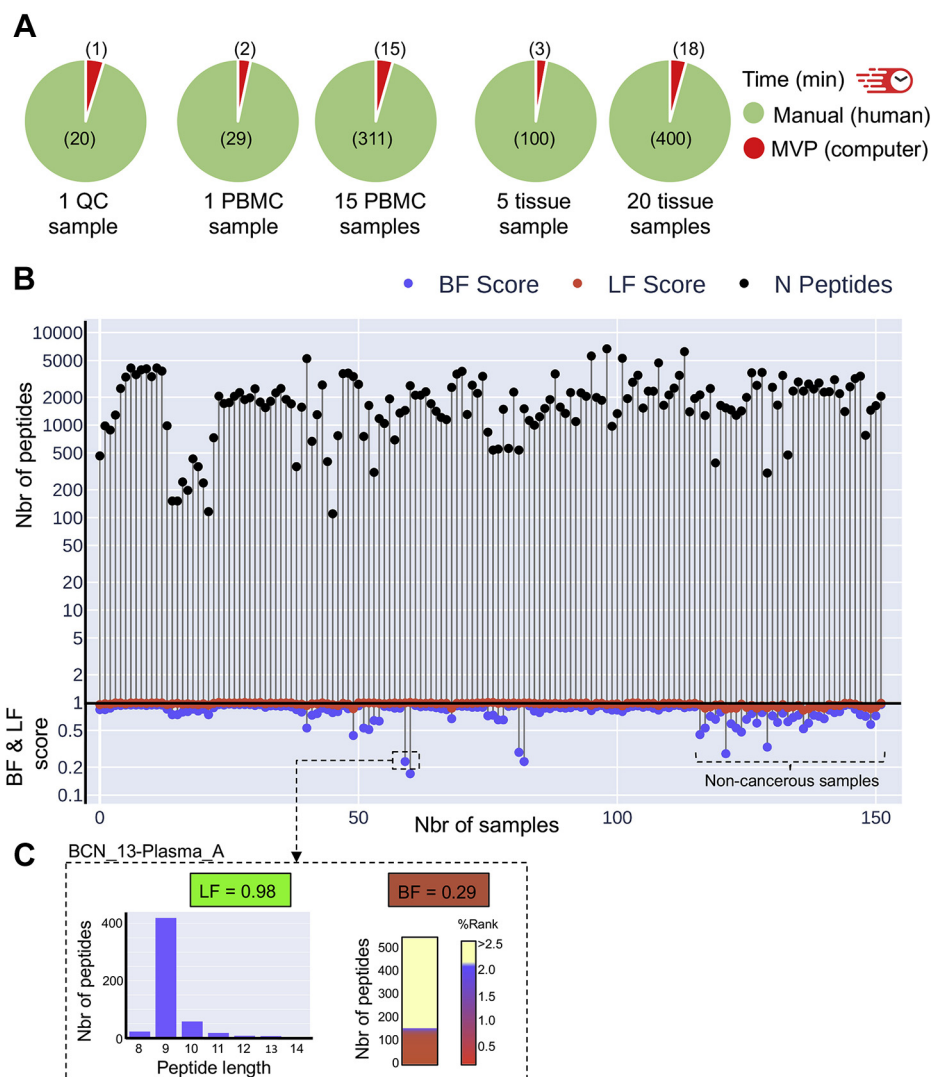 A
(1)
(2)
(15)
(3)
(18)
Time (min)
Manual (human)
MVP (computer)
(20)
(29)
(311)
(100)
(400)
1 QC
sample
1 PBMC
sample
15 PBMC
samples
5 tissue
sample
20 tissue
samples
B
BF Score
LF Score
N Peptides
Nbr of peptides
10000
5000
2000
1000
500
200
100
50
20
10
5
2
1
0.5
0.2
0.1
BF & LF
score
Non-cancerous samples
0
50
100
150
Nbr of samples
C
BCN_13-Plasma_A
LF = 0.98
BF = 0.29
Nbr of peptides
400
200
0
8
9
10
11
12
13
14
Peptide length
Nbr of peptides
500
400
300
200
100
0
%Rank
>2.5
2.0
1.5
1.0
0.5